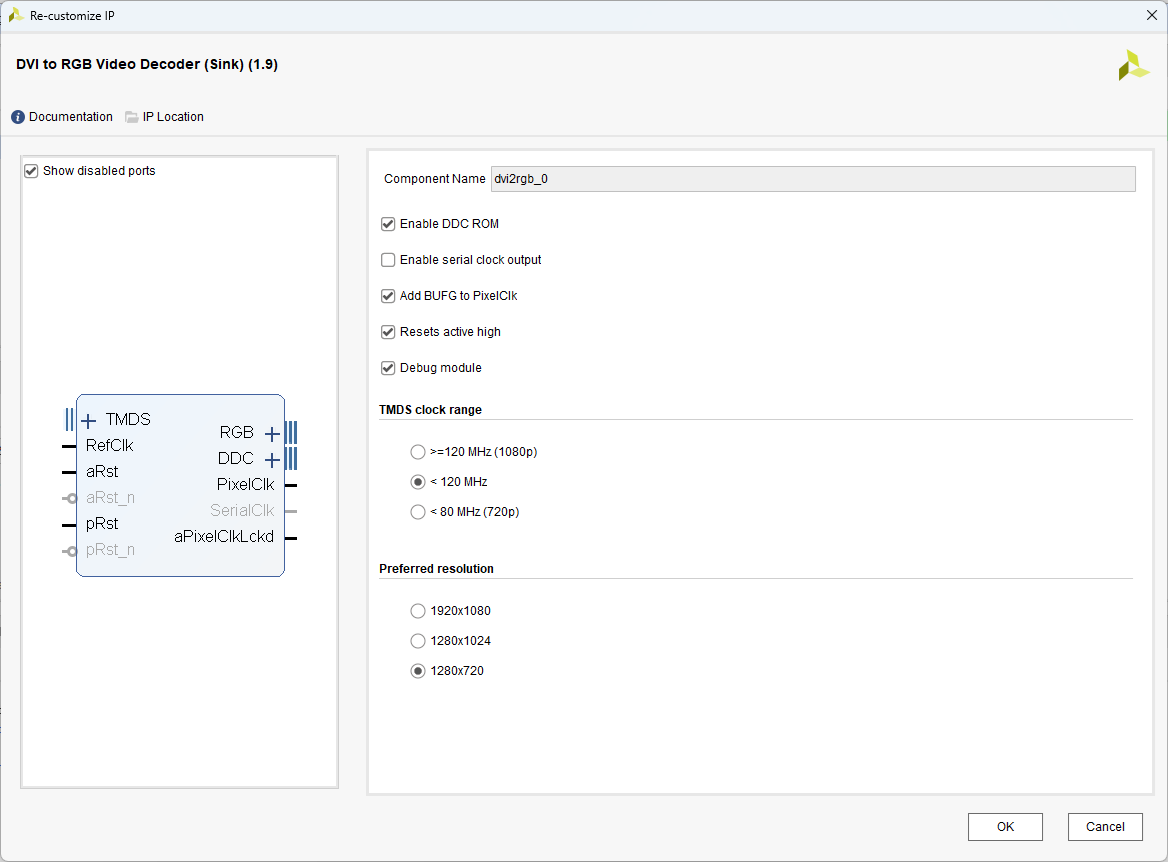 Re-customize IP
DVI to RGB Video Decoder (Sink) (1.9)
Documentation
IP Location
Show disabled ports
TMDS
RefClk
aRst
aRst_n
pRst
pRst_n
RGB
DDC
PixelClk
SerialClk
aPixelClkLckd
Component Name dvi2rgb_0
Enable DDC ROM
Enable serial clock output
Add BUFG to PixelClk
Resets active high
Debug module
TMDS clock range
>=120 MHz (1080p)
< 120 MHz
< 80 MHz (720p)
Preferred resolution
1920x1080
1280x1024
1280x720
OK
Cancel